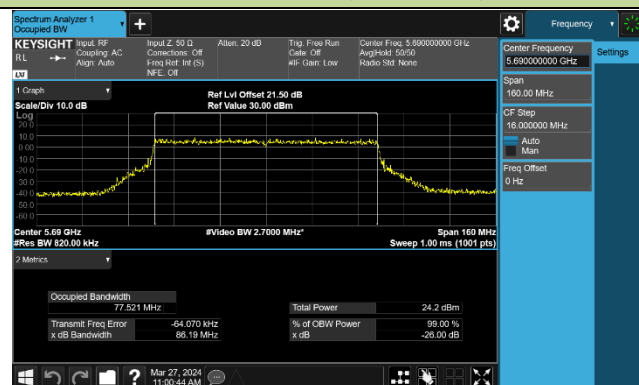 Spectrum Analyzer 1
Occupied BW
Frequency
KEYSIGHT
RL
LXI
Input: RF
Coupling: AC
Align: Auto
Input Z: 50 Ω
Corrections: Off
Freq Ref: Int (S)
NFE: Off
Atten: 20 dB
Trig: Free Run
Gate: Off
#IF Gain: Low
Center Freq: 5.690000000 GHz
Avg|Hold: 50/50
Radio Std: None
Center Frequency
5.690000000 GHz
Settings
Span
160.00 MHz
CF Step
16.000000 MHz
Auto
Man
Freq Offset
0 Hz
1 Graph
Scale/Div 10.0 dB
Ref Lvl Offset 21.50 dB
Ref Value 30.00 dBm
Log
20.0
10.0
0.00
-10.0
-20.0
-30.0
-40.0
-50.0
-60.0
Center 5.69 GHz
#Video BW 2.7000 MHz*
Span 160 MHz
#Res BW 820.00 kHz
Sweep 1.00 ms (1001 pts)
2 Metrics
Occupied Bandwidth
77.521 MHz
Total Power 24.2 dBm
Transmit Freq Error -64.070 kHz
% of OBW Power 99.00 %
x dB Bandwidth 86.19 MHz
x dB -26.00 dB
?
Mar 27, 2024
11:00:44 AM